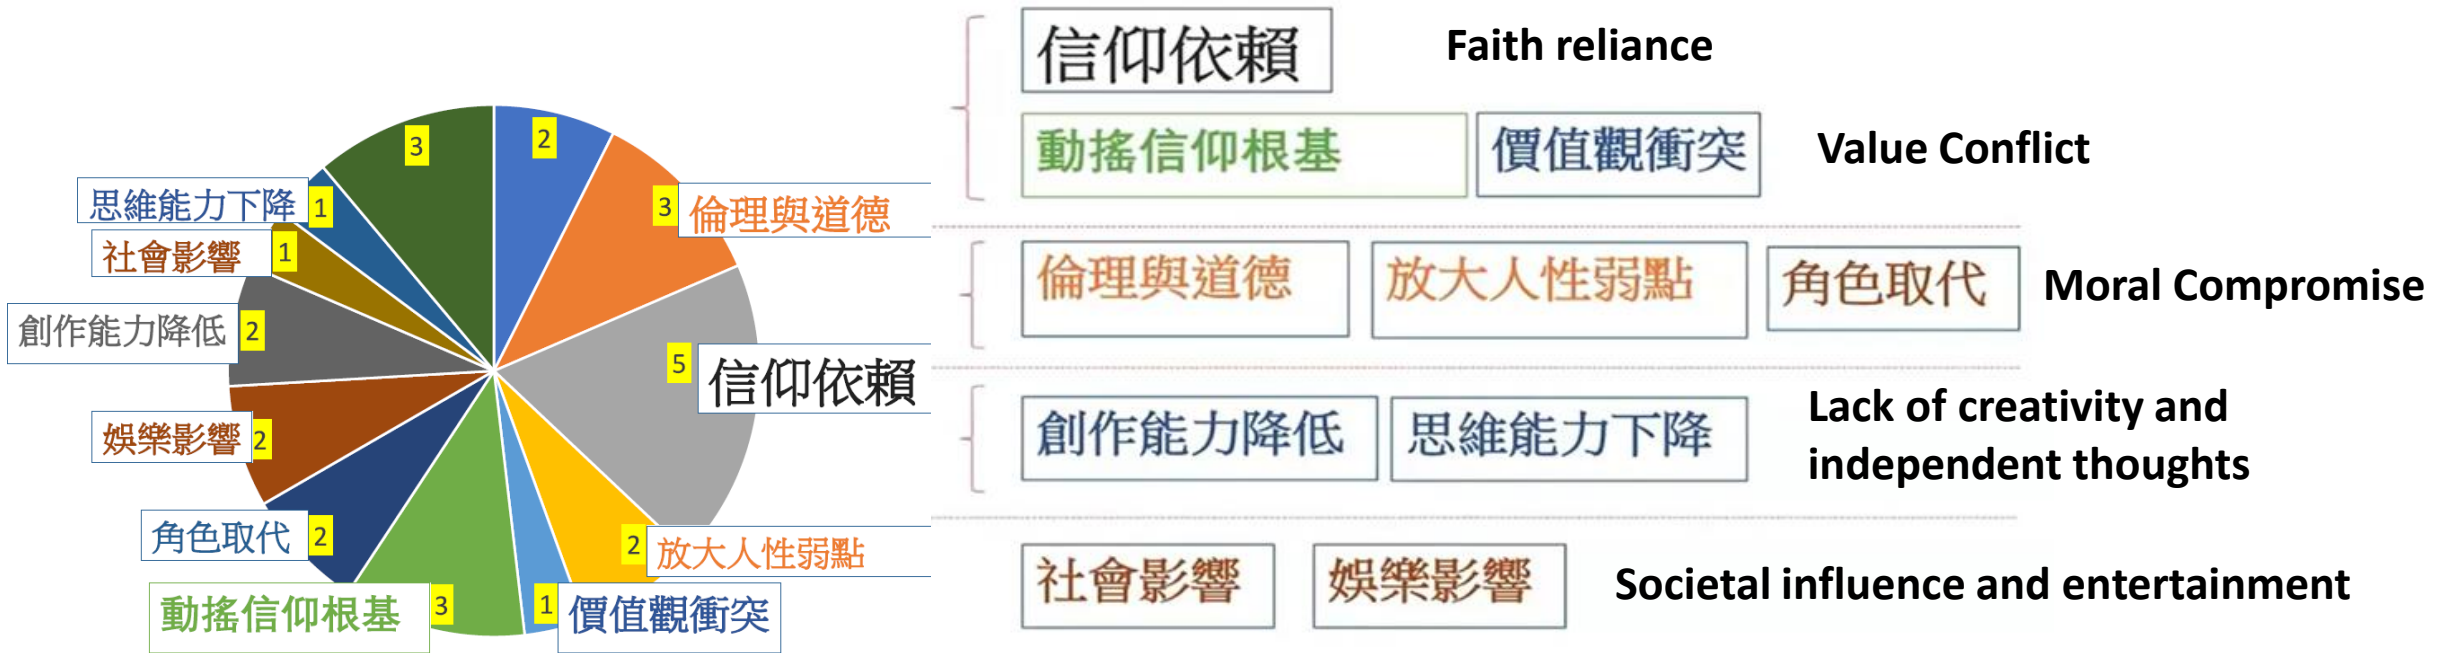 3
2
思維能力下降 1
3 倫理與道德
社會影響 1
創作能力降低 2
5 信仰依賴
娛樂影響 2
角色取代 2
2 放大人性弱點
動搖信仰根基 3
1 價值觀衝突
信仰依賴 Faith reliance
動搖信仰根基 價值觀衝突 Value Conflict
倫理與道德 放大人性弱點 角色取代 Moral Compromise
創作能力降低 思維能力下降 Lack of creativity and
independent thoughts
社會影響 娛樂影響 Societal influence and entertainment